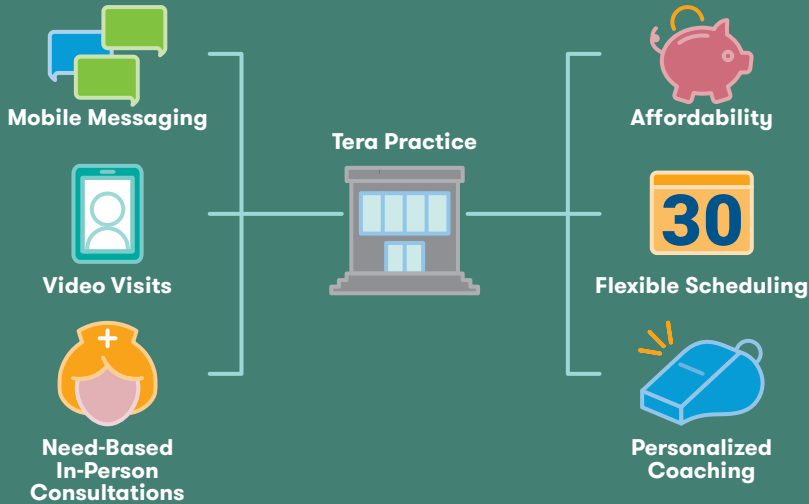 Mobile Messaging
Video Visits
Need-Based
In-Person
Consultations
Tera Practice
Affordability
30
Flexible Scheduling
Personalized
Coaching